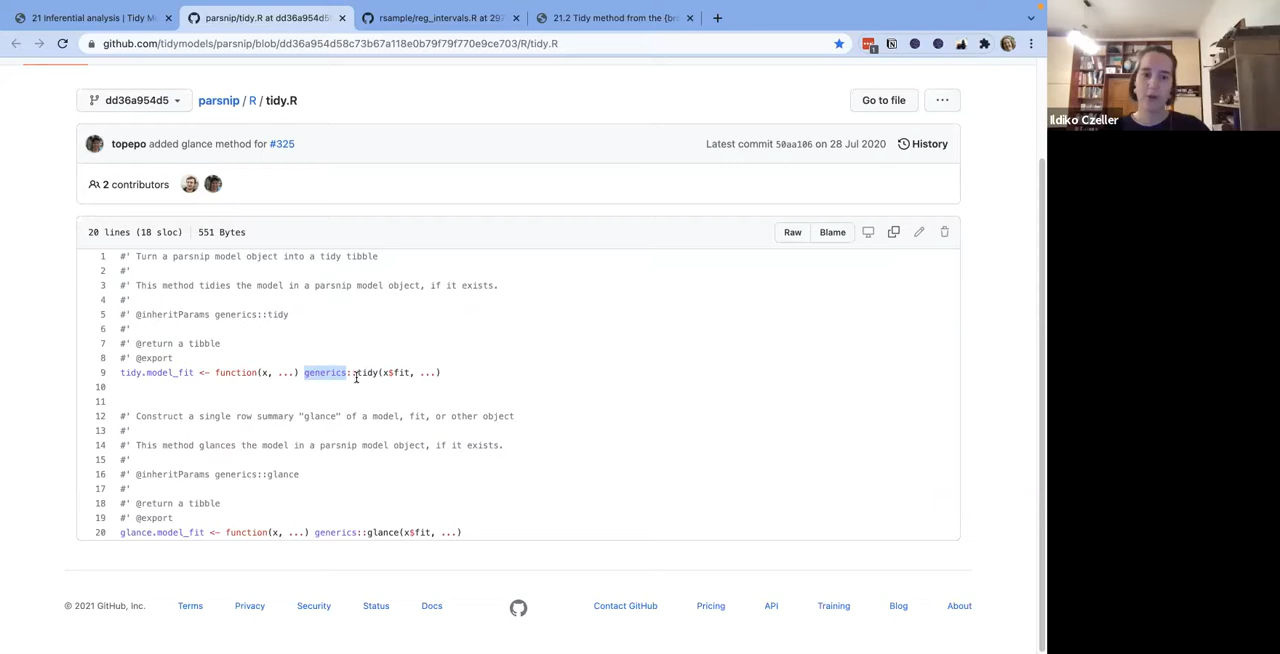 21 Inferential analysis | Tidy M
parsnip/tidy.R at dd36a954d5
rsample/reg_intervals.R at 297
21.2 Tidy method from the {br
github.com/tidymodels/parsnip/blob/dd36a954d58c73b67a118e0b79f79f770e9ce703/R/tidy.R
dd36a954d5
parsnip / R / tidy.R
Go to file
topepo added glance method for #325
Latest commit 50aa106 on 28 Jul 2020
History
2 contributors
20 lines (18 sloc) 551 Bytes
Raw
Blame
1 #' Turn a parsnip model object into a tidy tibble
2 #'
3 #' This method tidies the model in a parsnip model object, if it exists.
4 #'
5 #' @inheritParams generics::tidy
6 #'
7 #' @return a tibble
8 #' @export
9 tidy.model_fit <- function(x, ...) generics::tidy(x$fit, ...)
10
11
12 #' Construct a single row summary "glance" of a model, fit, or other object
13 #'
14 #' This method glances the model in a parsnip model object, if it exists.
15 #'
16 #' @inheritParams generics::glance
17 #'
18 #' @return a tibble
19 #' @export
20 glance.model_fit <- function(x, ...) generics::glance(x$fit, ...)
© 2021 GitHub, Inc.
Terms
Privacy
Security
Status
Docs
Contact GitHub
Pricing
API
Training
Blog
About
Ildiko Czeller